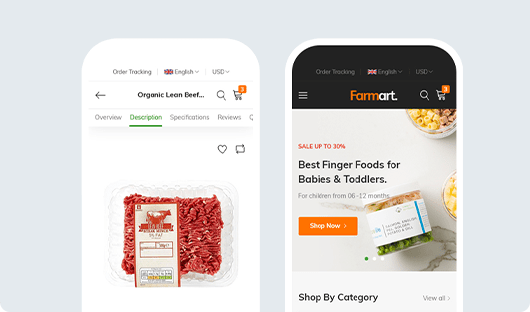 Order Tracking
English
USD
Organic Lean Beef...
3
Overview
Description
Specifications
Reviews
Order Tracking
English
USD
Farmart.
3
SALE UP TO 30%
Best Finger Foods for
Babies & Toddlers.
For children from 06-12 months
Shop Now
Shop By Category
View all